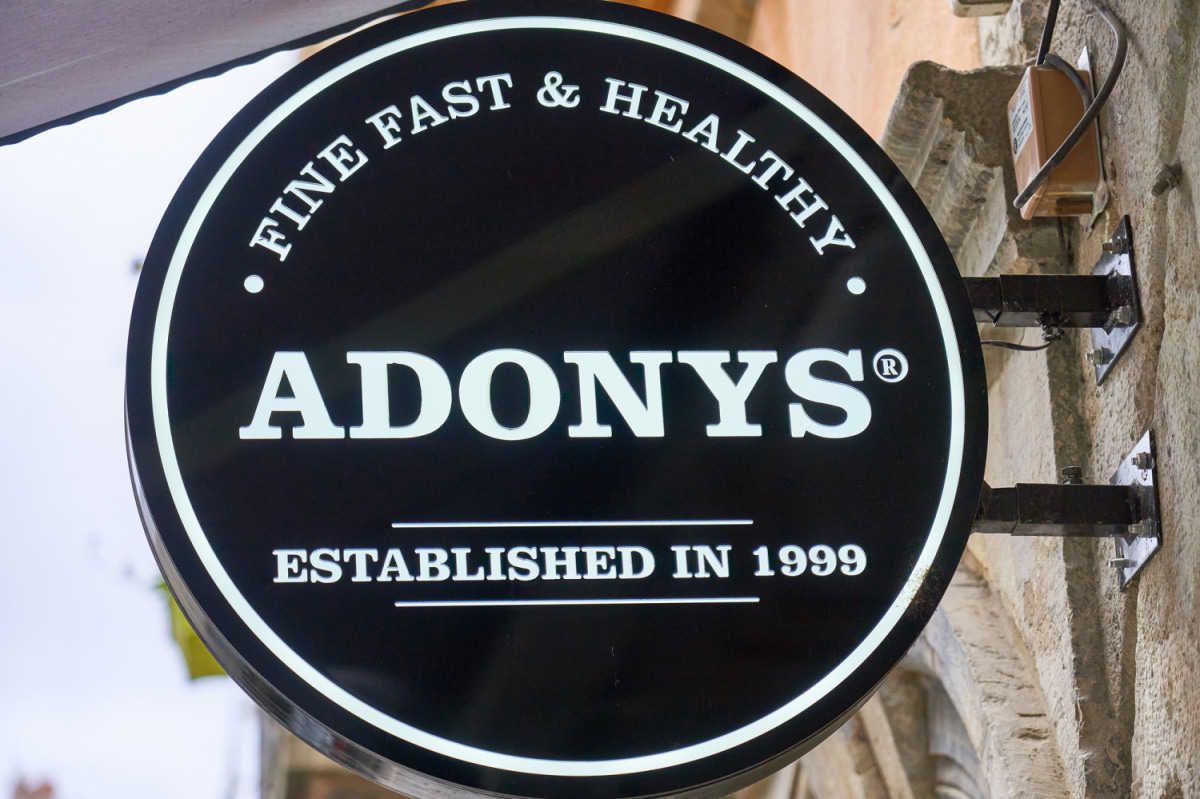 • FINE FAST & HEALTHY •
ADONYS®
ESTABLISHED IN 1999